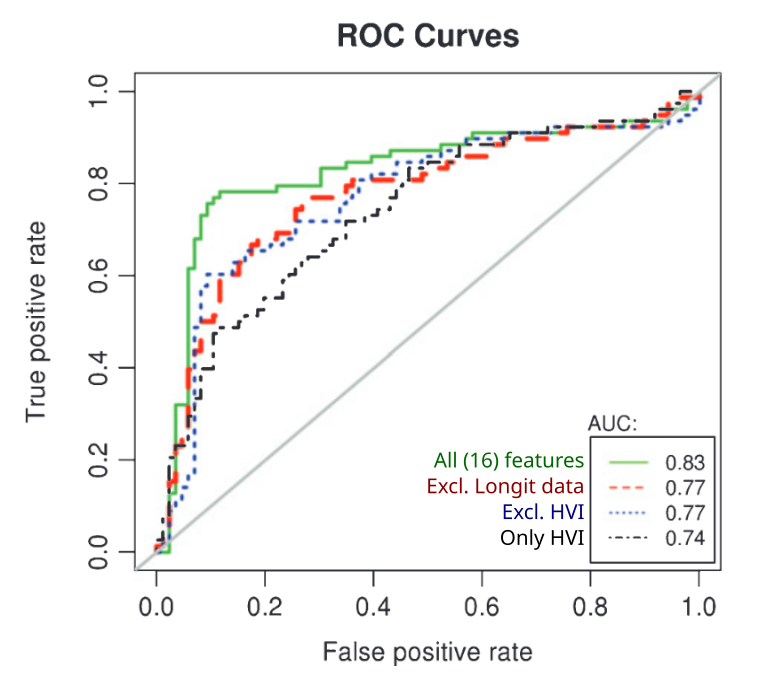 ROC Curves
True positive rate
1.0
0.8
0.6
0.4
0.2
0.0
AUC:
All (16) features 0.83
Excl. Longit data 0.77
Excl. HVI 0.77
Only HVI 0.74
0.0 0.2 0.4 0.6 0.8 1.0
False positive rate